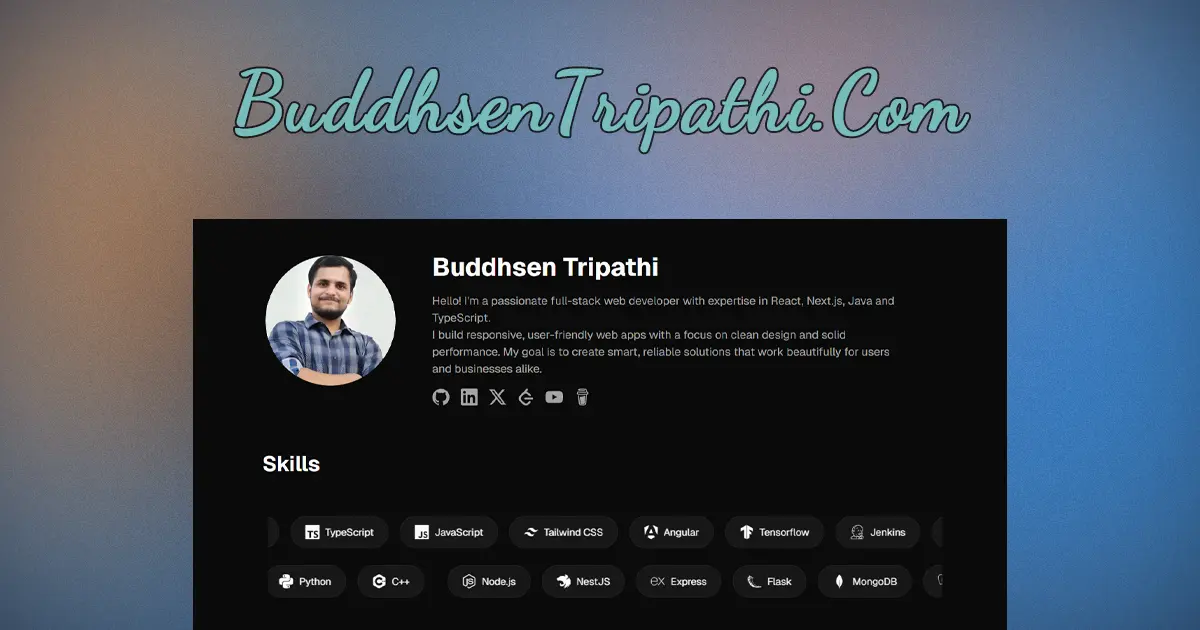 BuddhsenTripathi.Com
Buddhsen Tripathi
Hello! I'm a passionate full-stack web developer with expertise in React, Next.js, Java and
TypeScript.
I build responsive, user-friendly web apps with a focus on clean design and solid
performance. My goal is to create smart, reliable solutions that work beautifully for users
and businesses alike.
Skills
TS TypeScript JS JavaScript Tailwind CSS Angular Tensorflow Jenkins
Python C++ Node.js NestJS ex Express Flask MongoDB